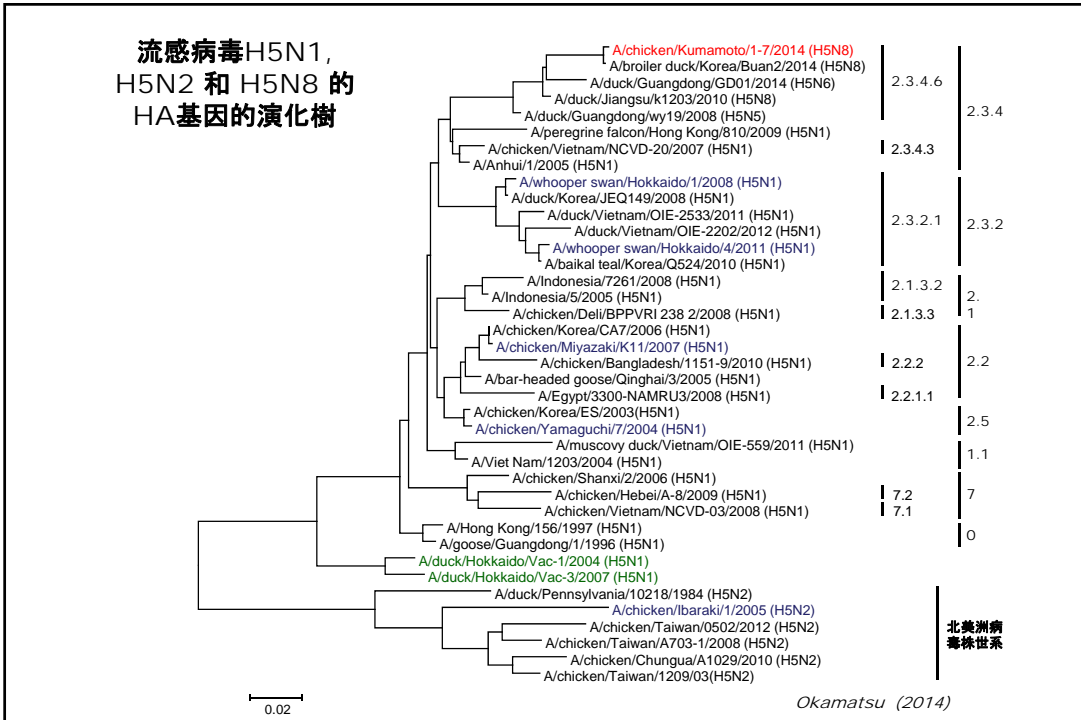 流感病毒H5N1,
H5N2 和 H5N8 的
HA基因的演化樹
A/chicken/Kumamoto/1-7/2014 (H5N8)
A/broiler duck/Korea/Buan2/2014 (H5N8)
A/duck/Guangdong/GD01/2014 (H5N6)
A/duck/Jiangsu/k1203/2010 (H5N8)
A/duck/Guangdong/wy19/2008 (H5N5)
A/peregrine falcon/Hong Kong/810/2009 (H5N1)
A/chicken/Vietnam/NCVD-20/2007 (H5N1)
A/Anhui/1/2005 (H5N1)
A/whooper swan/Hokkaido/1/2008 (H5N1)
A/duck/Korea/JEQ149/2008 (H5N1)
A/duck/Vietnam/OIE-2533/2011 (H5N1)
A/duck/Vietnam/OIE-2202/2012 (H5N1)
A/whooper swan/Hokkaido/4/2011 (H5N1)
A/baikal teal/Korea/Q524/2010 (H5N1)
A/Indonesia/7261/2008 (H5N1)
A/Indonesia/5/2005 (H5N1)
A/chicken/Deli/BPPVRI 238 2/2008 (H5N1)
A/chicken/Korea/CA7/2006 (H5N1)
A/chicken/Miyazaki/K11/2007 (H5N1)
A/chicken/Bangladesh/1151-9/2010 (H5N1)
A/bar-headed goose/Qinghai/3/2005 (H5N1)
A/Egypt/3300-NAMRU3/2008 (H5N1)
A/chicken/Korea/ES/2003(H5N1)
A/chicken/Yamaguchi/7/2004 (H5N1)
A/muscovy duck/Vietnam/OIE-559/2011 (H5N1)
A/Viet Nam/1203/2004 (H5N1)
A/chicken/Shanxi/2/2006 (H5N1)
A/chicken/Hebei/A-8/2009 (H5N1)
A/chicken/Vietnam/NCVD-03/2008 (H5N1)
A/Hong Kong/156/1997 (H5N1)
A/goose/Guangdong/1/1996 (H5N1)
A/duck/Hokkaido/Vac-1/2004 (H5N1)
A/duck/Hokkaido/Vac-3/2007 (H5N1)
A/duck/Pennsylvania/10218/1984 (H5N2)
A/chicken/Ibaraki/1/2005 (H5N2)
A/chicken/Taiwan/0502/2012 (H5N2)
A/chicken/Taiwan/A703-1/2008 (H5N2)
A/chicken/Chungua/A1029/2010 (H5N2)
A/chicken/Taiwan/1209/03(H5N2)
2.3.4.6
2.3.4.3
2.3.2.1
2.1.3.2
2.1.3.3
2.2.2
2.2.1.1
7.2
7.1
2.3.4
2.3.2
2.
1
2.2
2.5
1.1
7
0
北美洲病
毒株世系
0.02
Okamatsu (2014)